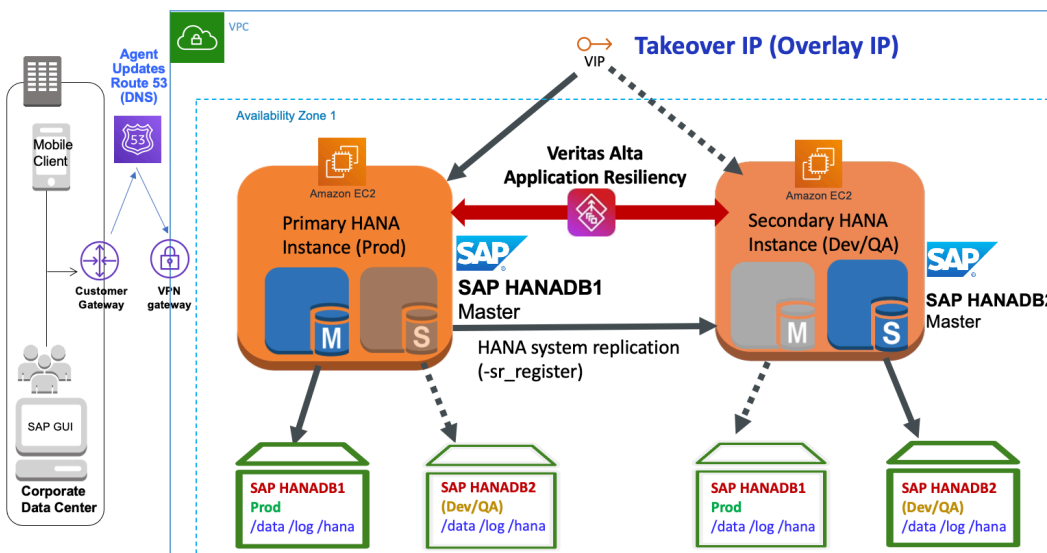 VPC
Agent
Updates
Route 53
(DNS)
53
Takeover IP (Overlay IP)
VIP
Availability Zone 1
Mobile
Client
Customer
Gateway
VPN
gateway
SAP GUI
Corporate
Data Center
Amazon EC2
Primary HANA
Instance (Prod)
M
S
Veritas Alta
Application Resiliency
SAP
®
SAP HANADB1
Master
HANA system replication
(-sr_register)
Amazon EC2
Secondary HANA
Instance (Dev/QA)
M
S
SAP
®
SAP HANADB2
Master
SAP HANADB1
Prod
/data /log /hana
SAP HANADB2
(Dev/QA)
/data /log /hana
SAP HANADB1
Prod
/data /log /hana
SAP HANADB2
(Dev/QA)
/data /log /hana